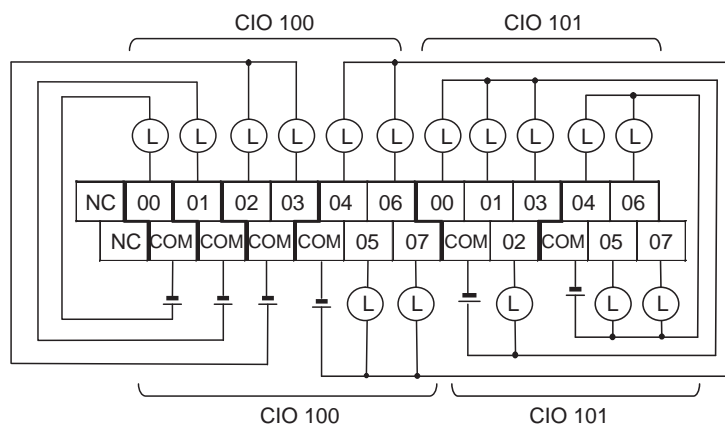 CIO 100 CIO 101
L L L L L L L L L L L
NC 00 01 02 03 04 06 00 01 03 04 06
NC COM COM COM COM 05 07 COM 02 COM 05 07
L L L L L
CIO 100 CIO 101